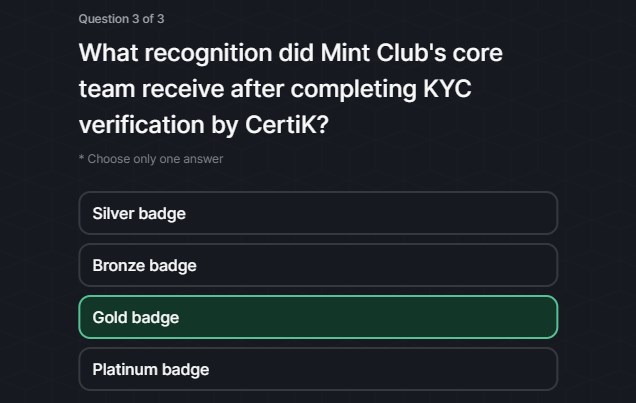 Question 3 of 3
What recognition did Mint Club's core
team receive after completing KYC
verification by CertiK?
* Choose only one answer
Silver badge
Bronze badge
Gold badge
Platinum badge